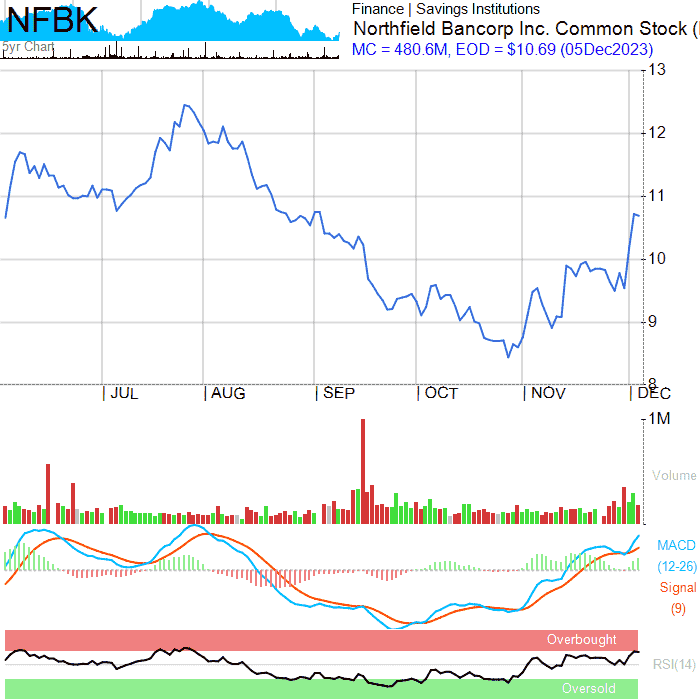 NFBK
5yr Chart
Finance | Savings Institutions
Northfield Bancorp Inc. Common Stock (
MC = 480.6M, EOD = $10.69 (05Dec2023)
13
12
11
10
9
8
| JUL | AUG | SEP | OCT | NOV | DEC
1M
Volume
MACD
(12-26)
Signal
(9)
Overbought
RSI(14)
Oversold